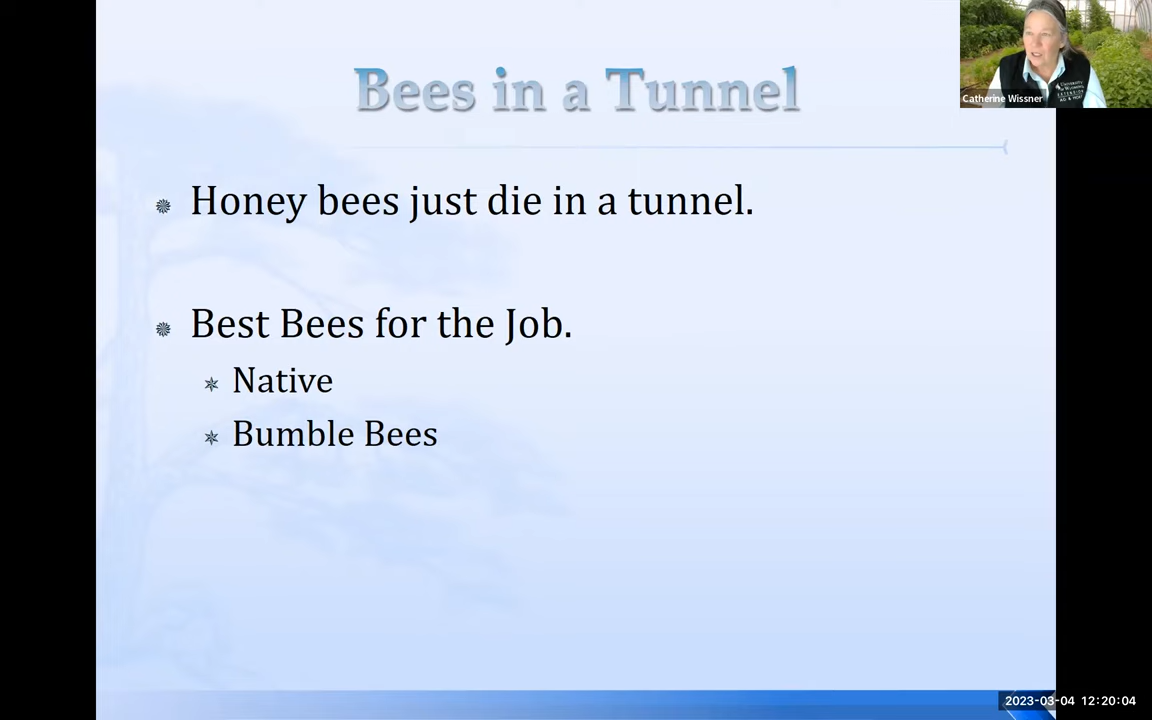 Bees in a Tunnel
Catherine Wissner
Honey bees just die in a tunnel.
Best Bees for the Job.
Native
Bumble Bees
2023-03-04 12:20:04